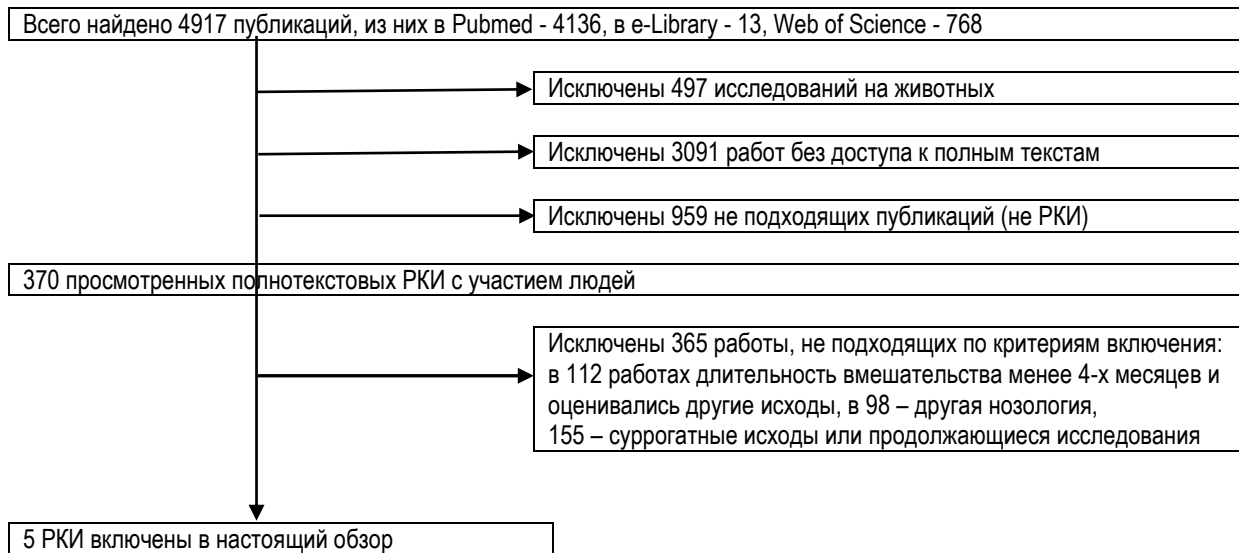 Всего найдено 4917 публикаций, из них в Pubmed - 4136, в e-Library - 13, Web of Science - 768
Исключены 497 исследований на животных
Исключены 3091 работ без доступа к полным текстам
Исключены 959 не подходящих публикаций (не РКИ)
370 просмотренных полнотекстовых РКИ с участием людей
Исключены 365 работы, не подходящих по критериям включения:
в 112 работах длительность вмешательства менее 4-х месяцев и
оценивались другие исходы, в 98 – другая нозология,
155 – суррогатные исходы или продолжающиеся исследования
5 РКИ включены в настоящий обзор